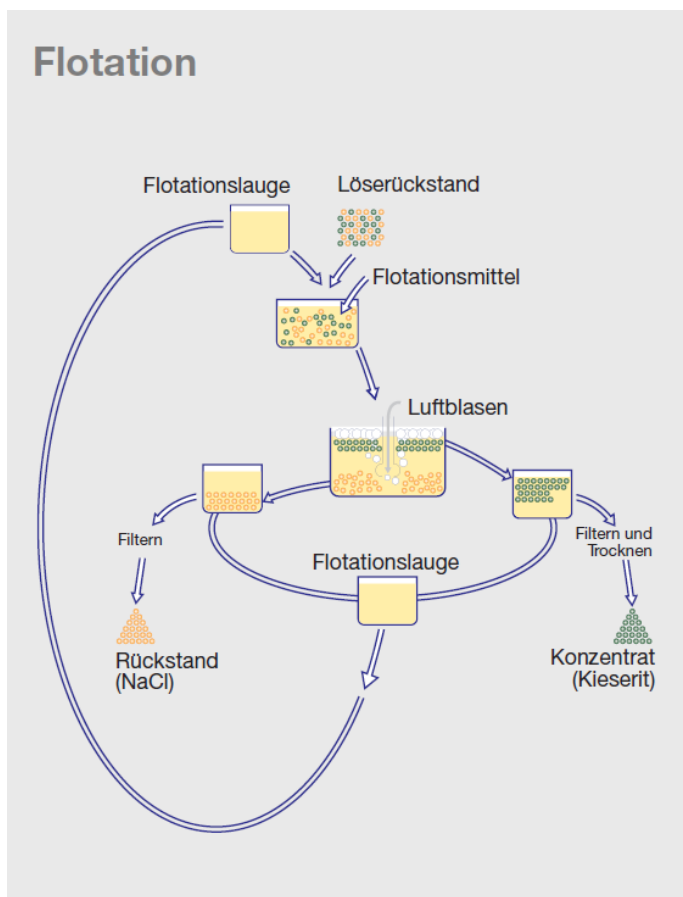 Flotation
Flotationslauge
Löserückstand
Flotationsmittel
Luftblasen
Filtern
Filtern und
Trocknen
Flotationslauge
Rückstand
(NaCl)
Konzentrat
(Kieserit)